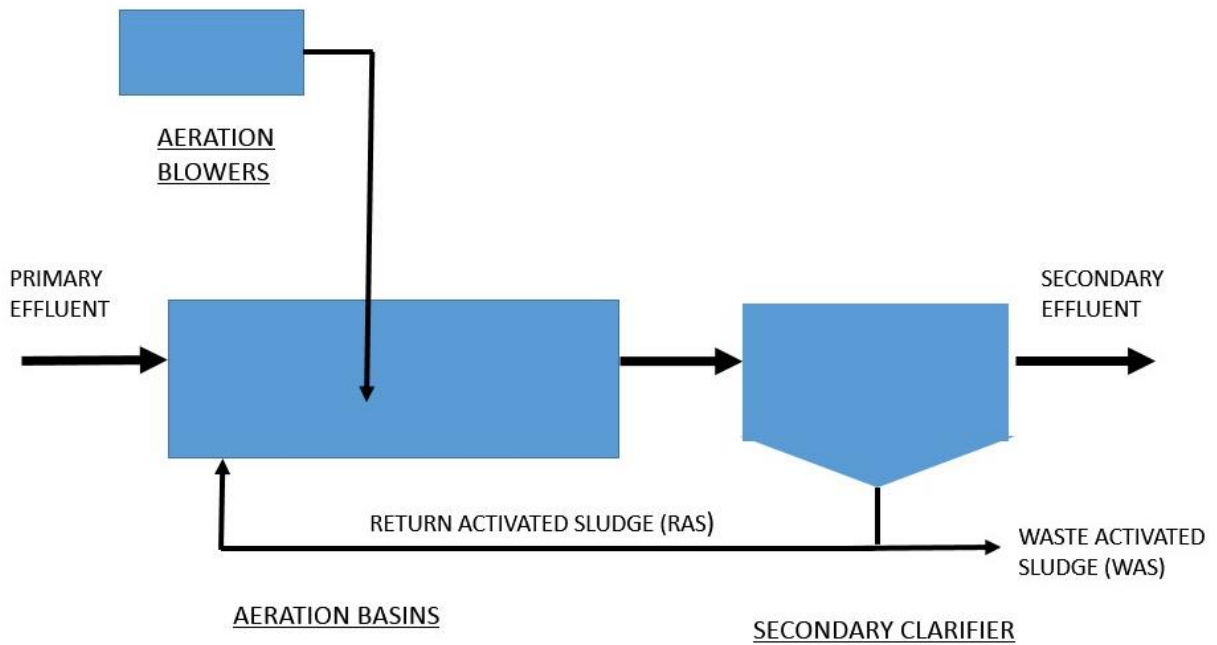 AERATION
BLOWERS
PRIMARY
EFFLUENT
SECONDARY
EFFLUENT
RETURN ACTIVATED SLUDGE (RAS)
WASTE ACTIVATED
SLUDGE (WAS)
AERATION BASINS
SECONDARY CLARIFIER